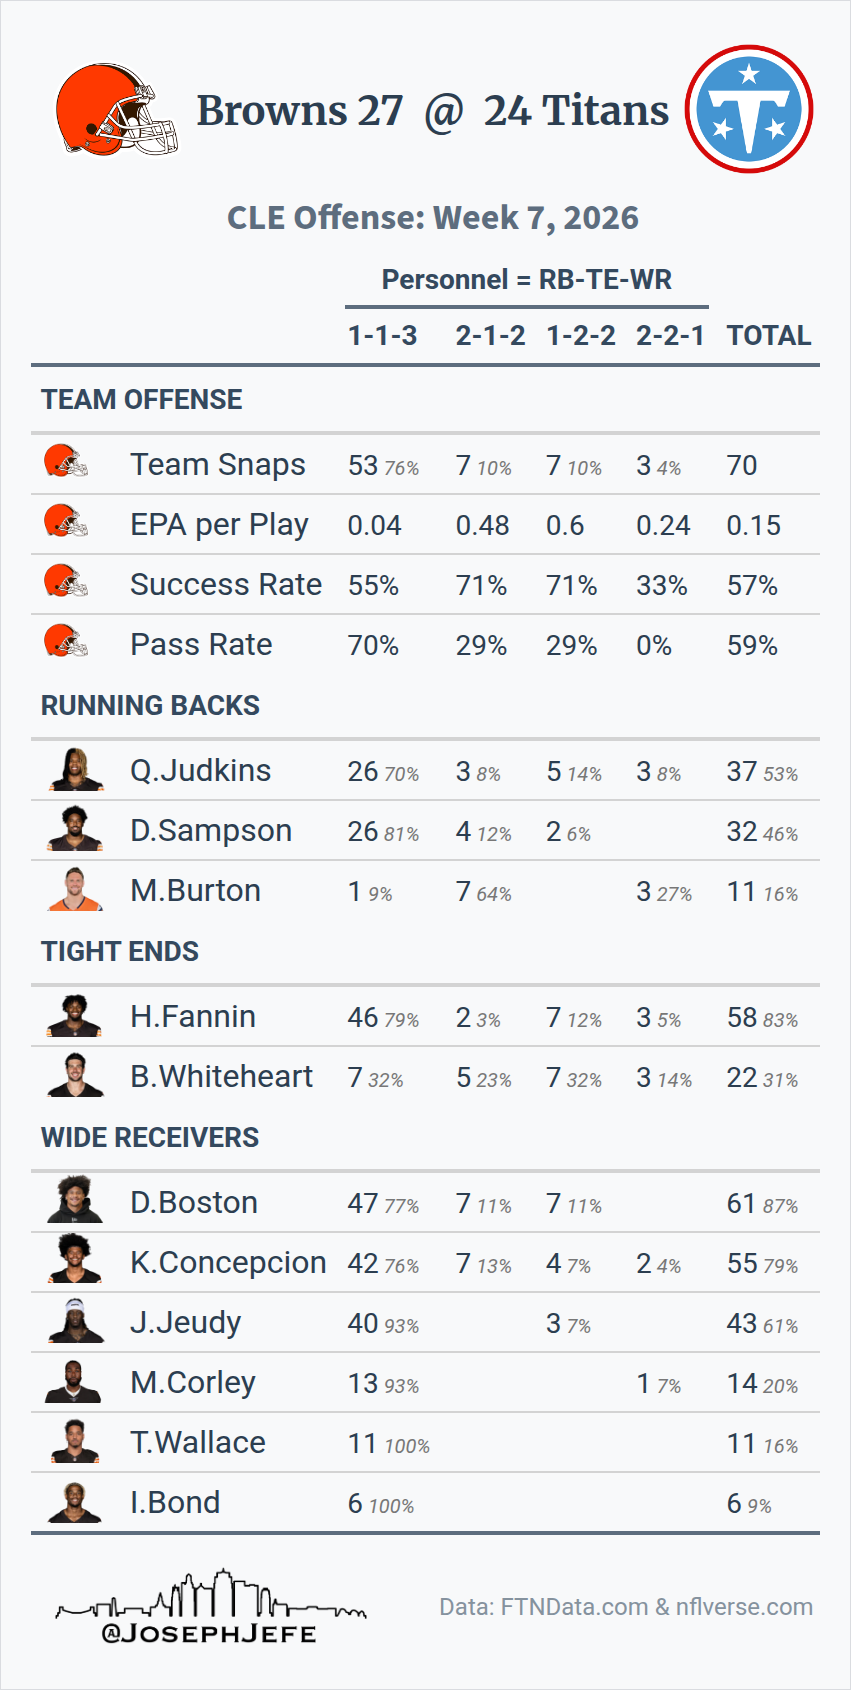 Browns 27 @ 24 Titans
CLE Offense: Week 7, 2026
Personnel = RB-TE-WR
1-1-3 2-1-2 1-2-2 2-2-1 TOTAL
TEAM OFFENSE
Team Snaps 53 76% 7 10% 7 10% 3 4% 70
EPA per Play 0.04 0.48 0.6 0.24 0.15
Success Rate 55% 71% 71% 33% 57%
Pass Rate 70% 29% 29% 0% 59%
RUNNING BACKS
Q.Judkins 26 70% 3 8% 5 14% 3 8% 37 53%
D.Sampson 26 81% 4 12% 2 6% 32 46%
M.Burton 1 9% 7 64% 3 27% 11 16%
TIGHT ENDS
H.Fannin 46 79% 2 3% 7 12% 3 5% 58 83%
B.Whiteheart 7 32% 5 23% 7 32% 3 14% 22 31%
WIDE RECEIVERS
D.Boston 47 77% 7 11% 7 11% 61 87%
K.Concepcion 42 76% 7 13% 4 7% 2 4% 55 79%
J.Jeudy 40 93% 3 7% 43 61%
M.Corley 13 93% 1 7% 14 20%
T.Wallace 11 100% 11 16%
I.Bond 6 100% 6 9%
@JosephJefe
Data: FTNData.com & nflverse.com